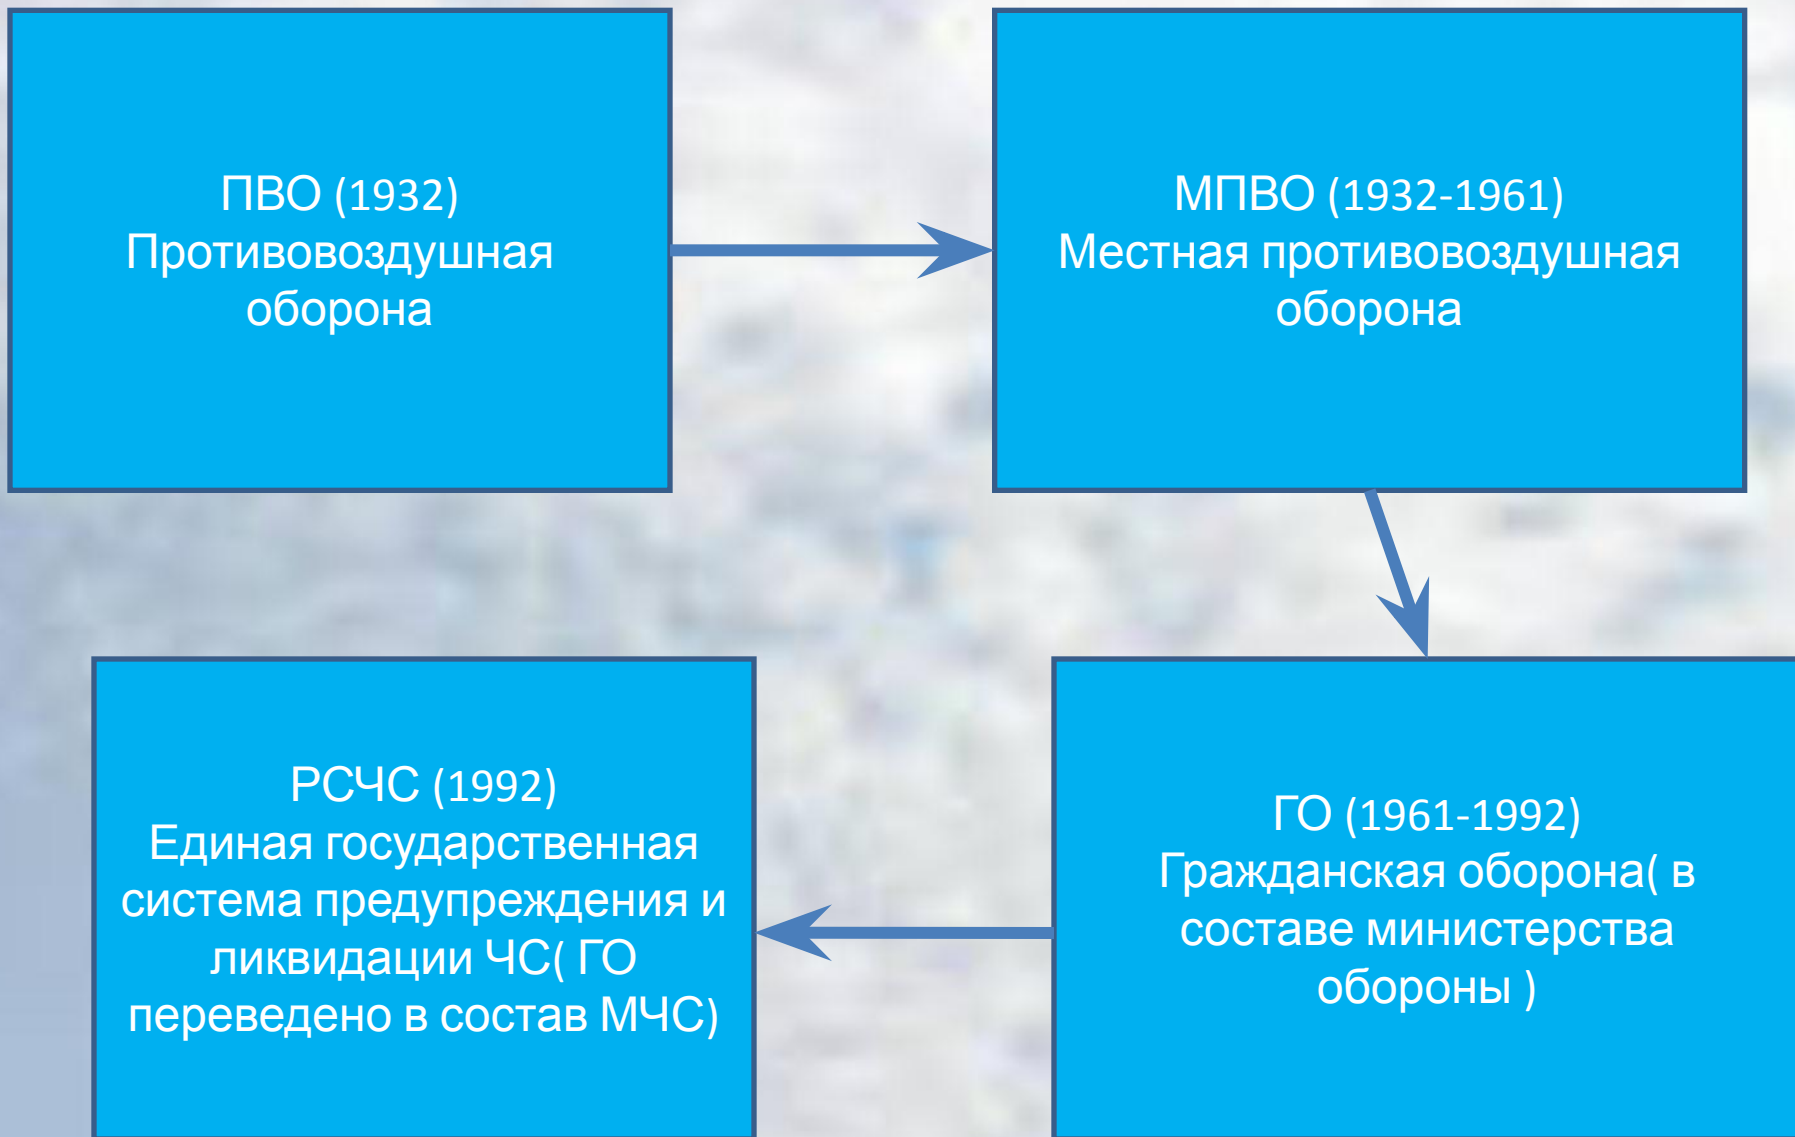 ПВО (1932)
Противовоздушная
оборона
МПВО (1932-1961)
Местная противовоздушная
оборона
ГО (1961-1992)
Гражданская оборона( в
составе министерства
обороны )
РСЧС (1992)
Единая государственная
система предупреждения и
ликвидации ЧС( ГО
переведено в состав МЧС)